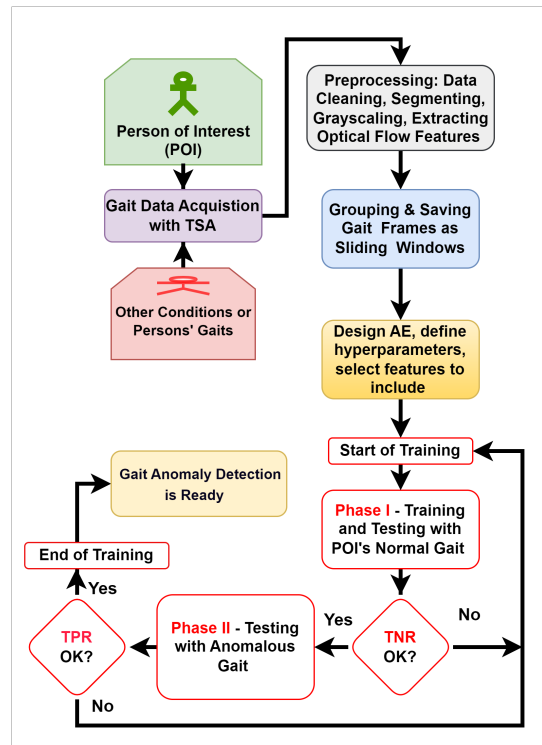 Person of Interest
(POI)
Gait Data Acquistion
with TSA
Other Conditions or
Persons' Gaits
Preprocessing: Data
Cleaning, Segmenting,
Grayscaling, Extracting
Optical Flow Features
Grouping & Saving
Gait Frames as
Sliding Windows
Design AE, define
hyperparameters,
select features to
include
Start of Training
Phase I - Training
and Testing with
POI's Normal Gait
TNR
OK?
No
Yes
Phase II - Testing
with Anomalous
Gait
TPR
OK?
No
Yes
End of Training
Gait Anomaly Detection
is Ready